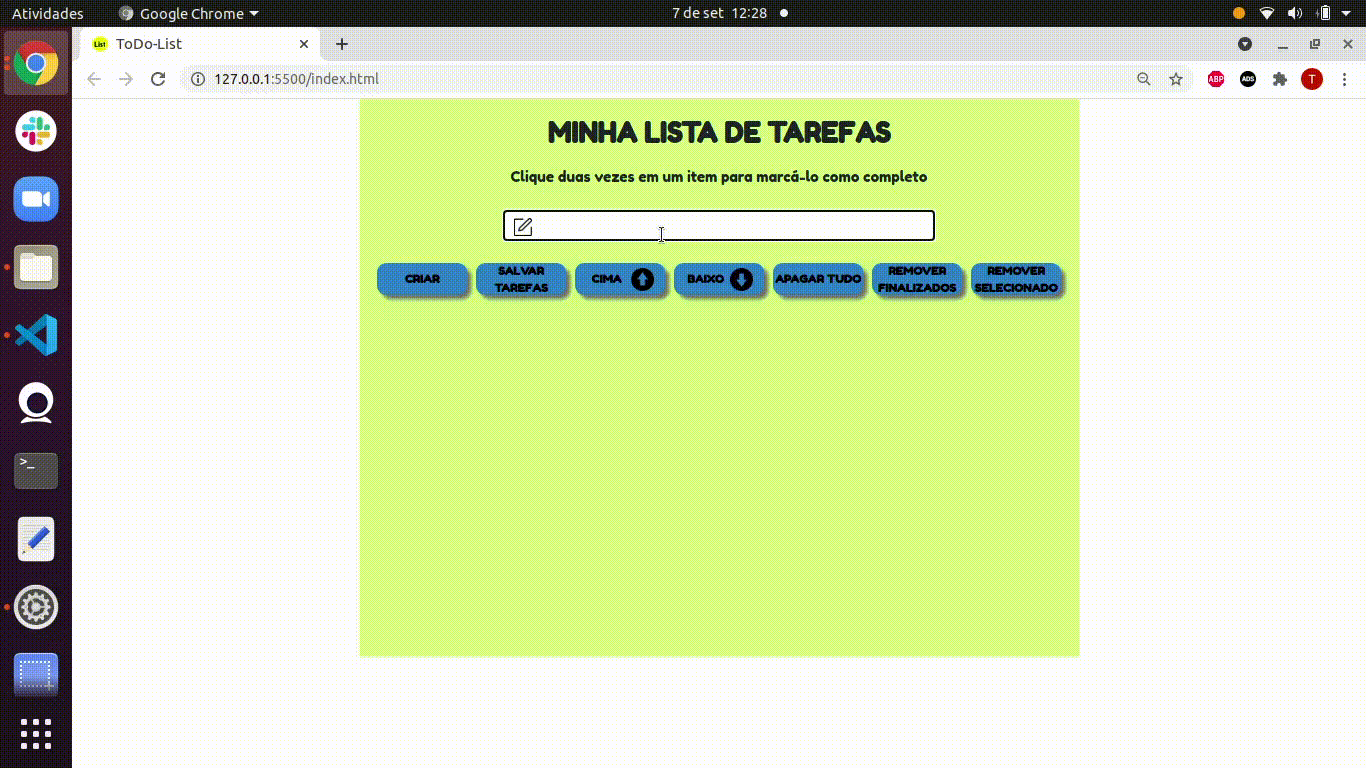 Atividades
Google Chrome
7 de set 12:28
List
ToDo-List
127.0.0.1:5500/index.html
ABP
ADS
T
MINHA LISTA DE TAREFAS
Clique duas vezes em um item para marcá-lo como completo
CRIAR
SALVAR
TAREFAS
CIMA
BAIXO
APAGAR TUDO
REMOVER
FINALIZADOS
REMOVER
SELECIONADO
>_